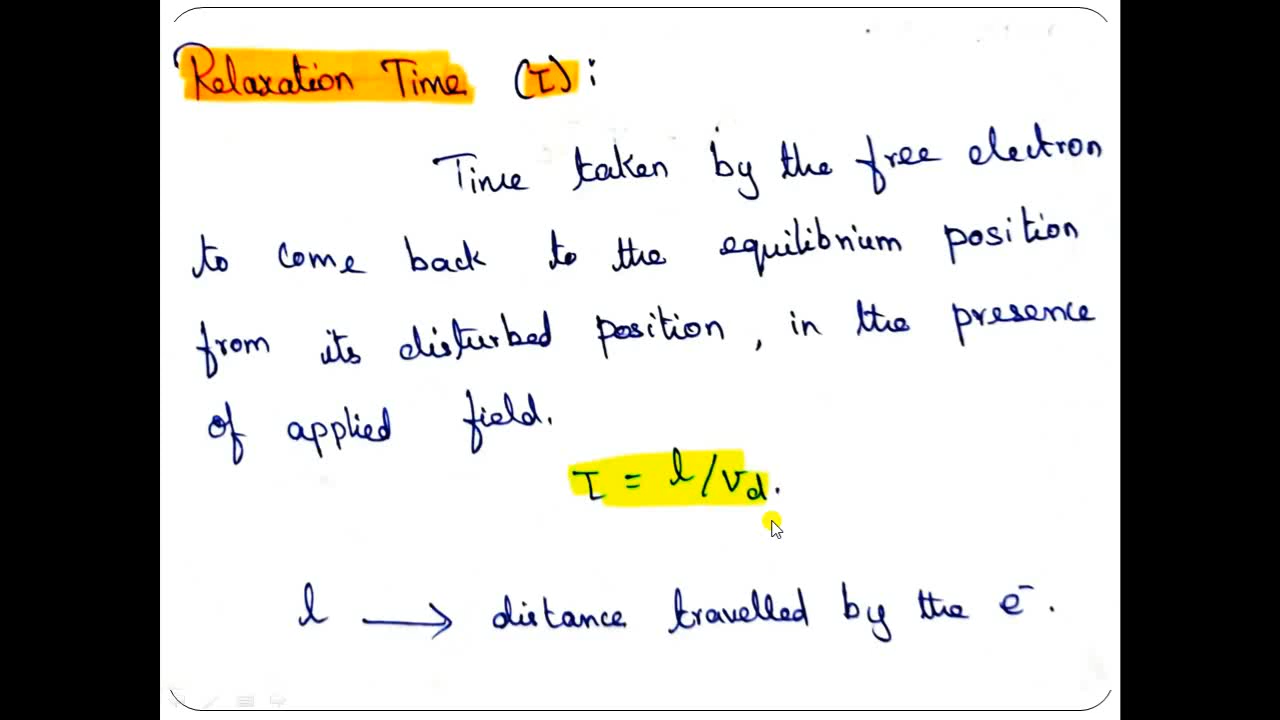 Relaxation Time (τ) :
Time taken by the free electron
to come back to the equilibrium position
from its disturbed position, in the presence
of applied field.
τ = l/vd.
l → distance travelled by the e⁻.